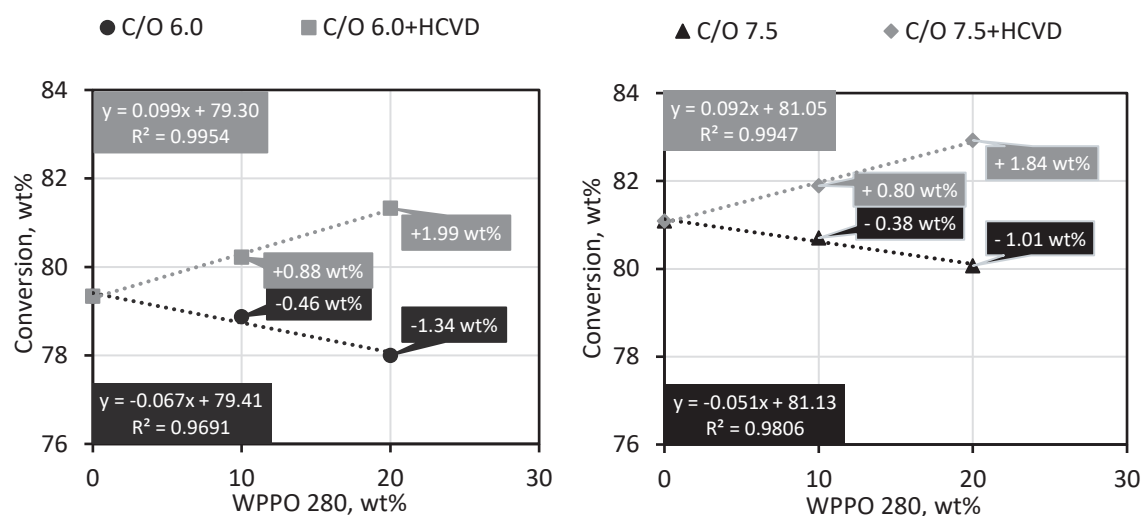 C/O 6.0
C/O 6.0+HCVD
84
82
80
78
76
Conversion, wt%
y = 0.099x + 79.30
R² = 0.9954
+1.99 wt%
+0.88 wt%
-0.46 wt%
-1.34 wt%
y = -0.067x + 79.41
R² = 0.9691
0
10
20
30
WPPO 280, wt%
C/O 7.5
C/O 7.5+HCVD
84
82
80
78
76
Conversion, wt%
y = 0.092x + 81.05
R² = 0.9947
+ 1.84 wt%
+ 0.80 wt%
- 0.38 wt%
- 1.01 wt%
y = -0.051x + 81.13
R² = 0.9806
0
10
20
30
WPPO 280, wt%